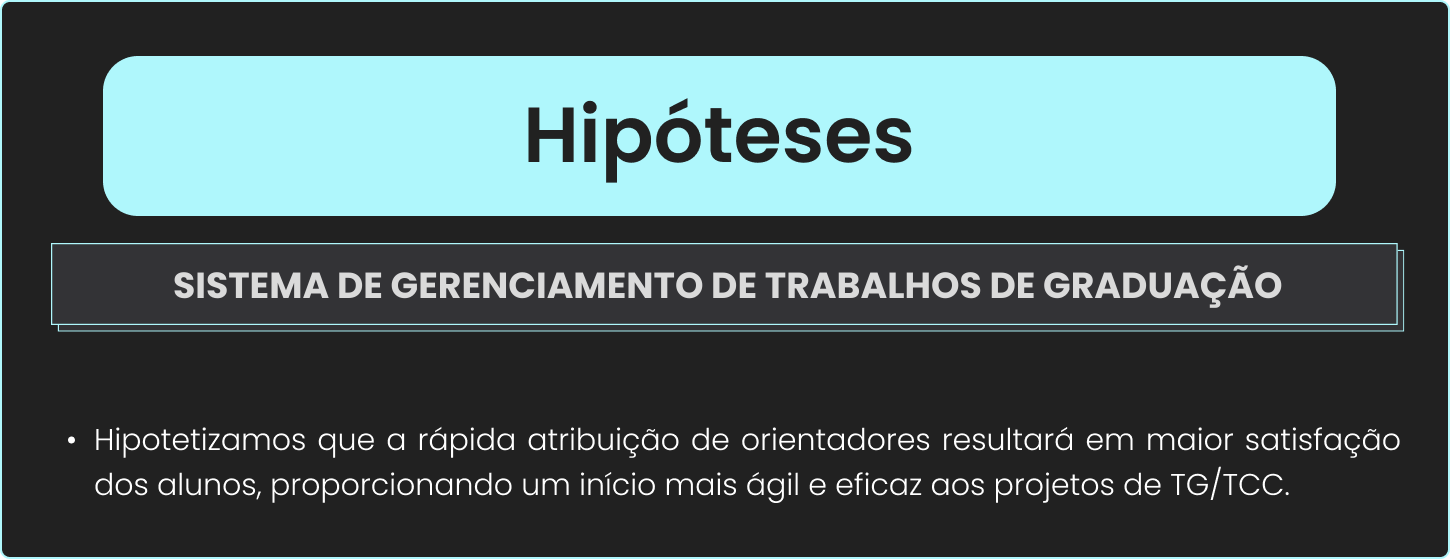 Hipóteses
SISTEMA DE GERENCIAMENTO DE TRABALHOS DE GRADUAÇÃO
• Hipotetizamos que a rápida atribuição de orientadores resultará em maior satisfação
dos alunos, proporcionando um início mais ágil e eficaz aos projetos de TG/TCC.